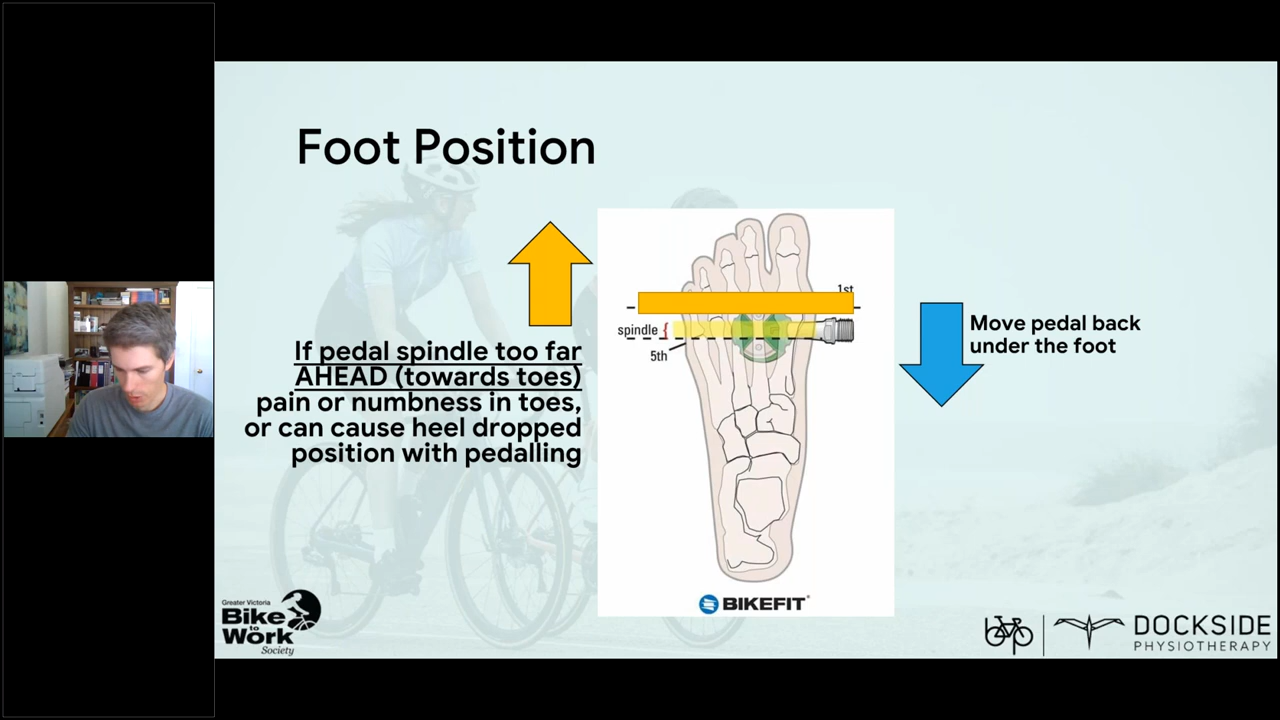 Foot Position
1st
spindle {
5th
If pedal spindle too far
AHEAD (towards toes)
pain or numbness in toes,
or can cause heel dropped
position with pedalling
Move pedal back
under the foot
BIKEFIT
Greater Victoria
Bike
to
Work
Society
DOCKSIDE
PHYSIOTHERAPY